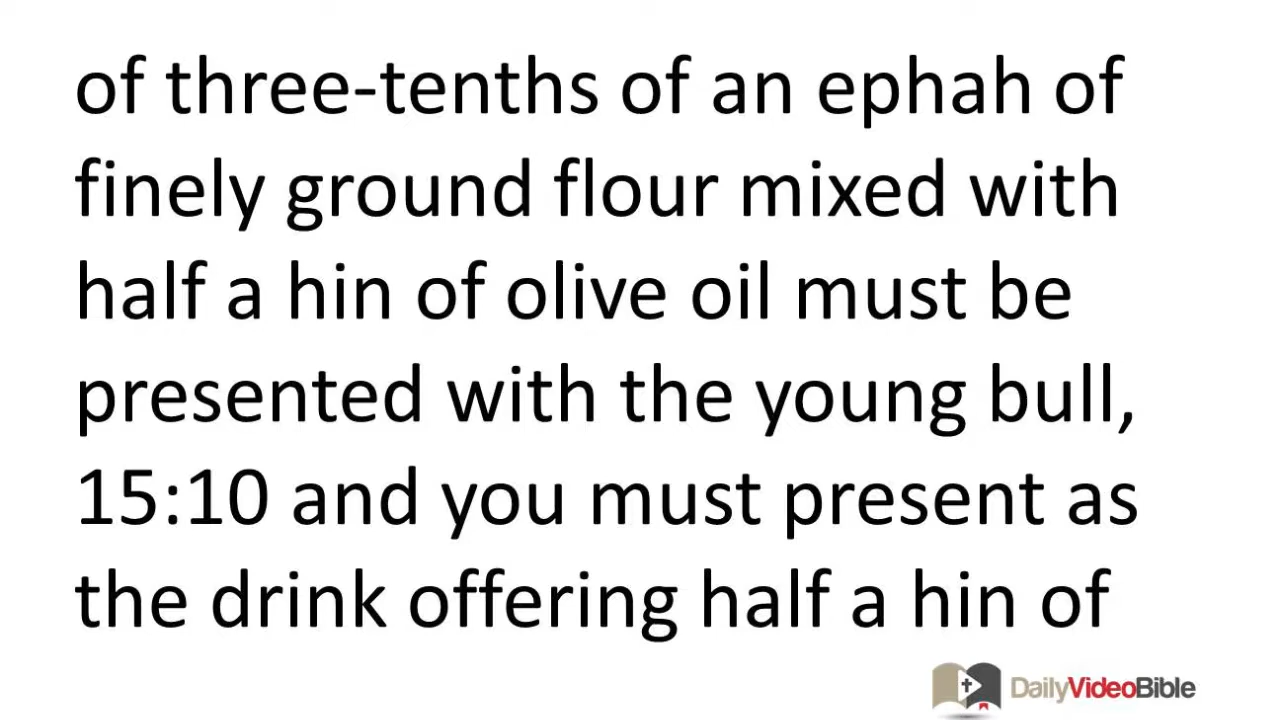 of three-tenths of an ephah of
finely ground flour mixed with
half a hin of olive oil must be
presented with the young bull,
15:10 and you must present as
the drink offering half a hin of
DailyVideoBible